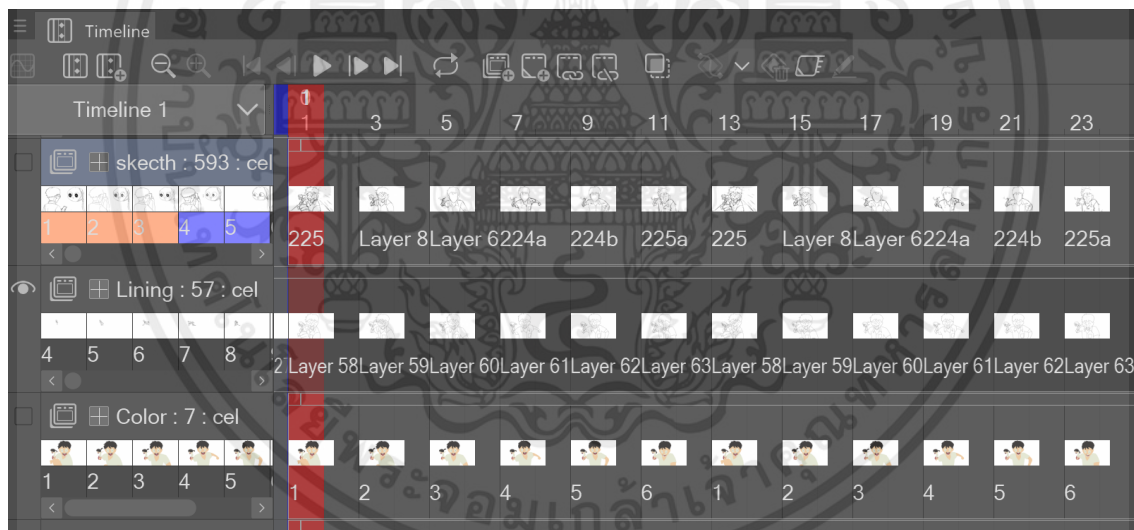 Timeline
Timeline 1
1
1 3 5 7 9 11 13 15 17 19 21 23
skecth : 593 : cel
1 2 3 4 5
225 Layer 8 Layer 6 224a 224b 225a 225 Layer 8 Layer 6 224a 224b 225a
Lining : 57 : cel
4 5 6 7 8
Layer 58 Layer 59 Layer 60 Layer 61 Layer 62 Layer 63 Layer 58 Layer 59 Layer 60 Layer 61 Layer 62 Layer 63
Color : 7 : cel
1 2 3 4 5
1 2 3 4 5 6 1 2 3 4 5 6